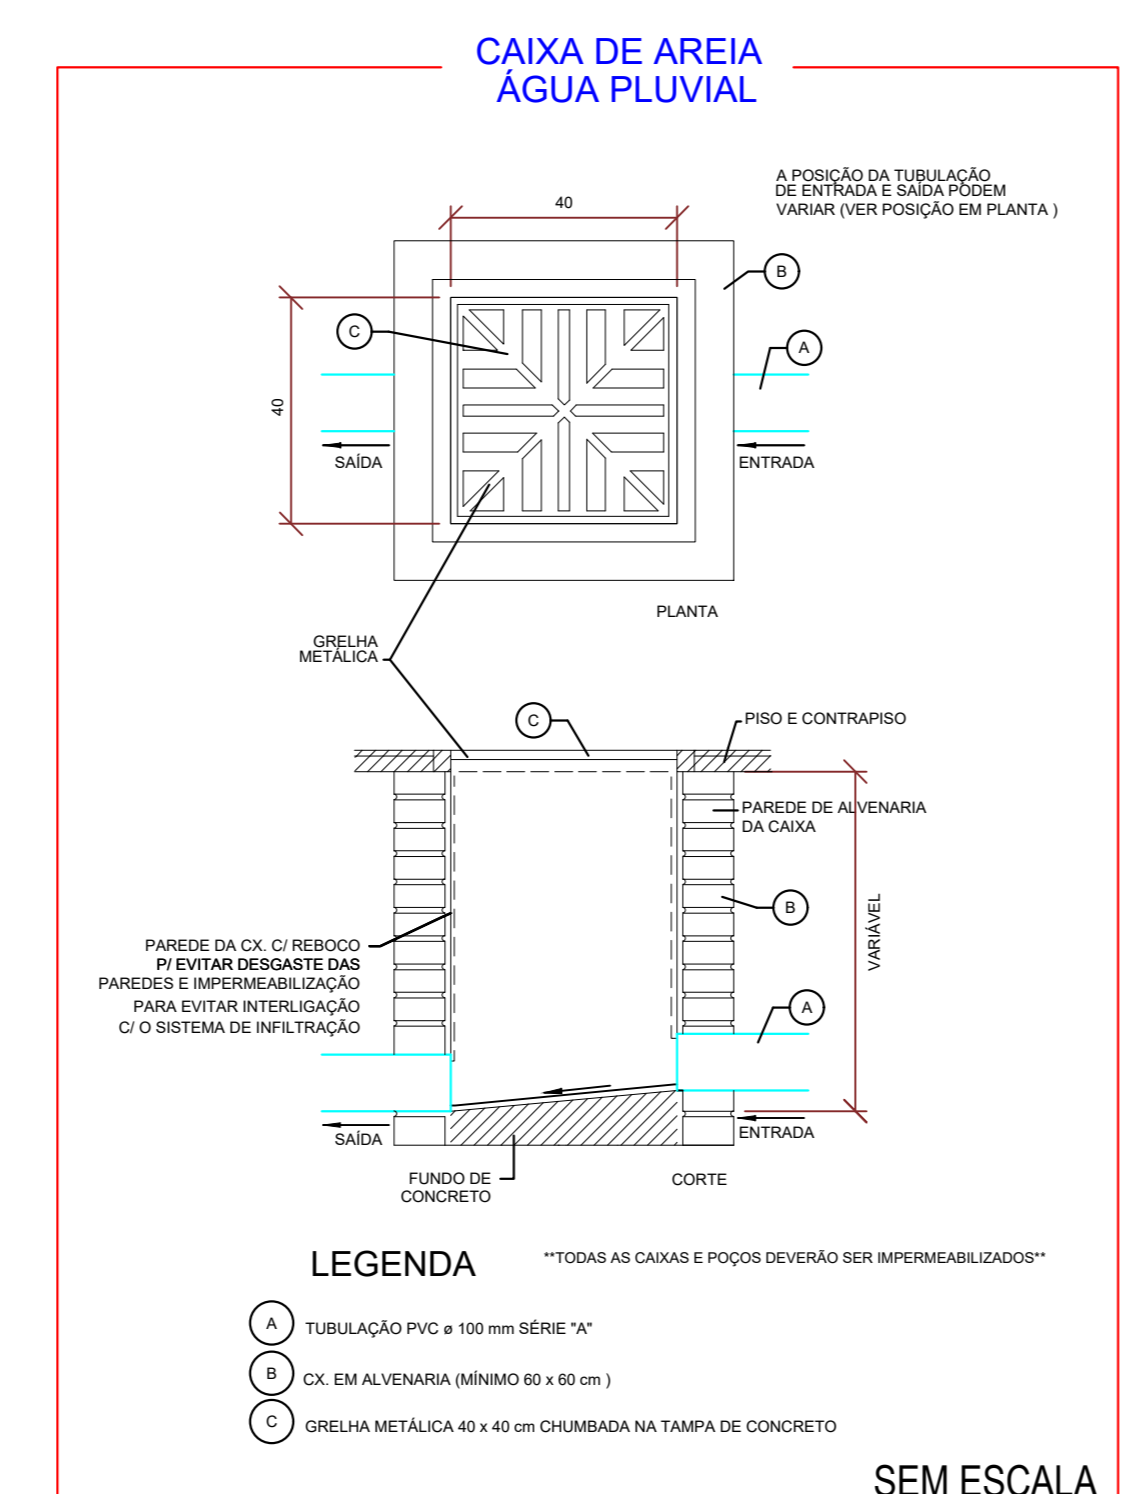 CAIXA DE AREIA
ÁGUA PLUVIAL
A POSIÇÃO DA TUBULAÇÃO
DE ENTRADA E SAÍDA PODEM
VARIAR (VER POSIÇÃO EM PLANTA )
40
B
C
A
40
SAÍDA
ENTRADA
PLANTA
GRELHA
METÁLICA
C
PISO E CONTRAPISO
PAREDE DE ALVENARIA
DA CAIXA
B
VARIÁVEL
PAREDE DA CX. C/ REBOCO
P/ EVITAR DESGASTE DAS
PAREDES E IMPERMEABILIZAÇÃO
PARA EVITAR INTERLIGAÇÃO
C/ O SISTEMA DE INFILTRAÇÃO
A
SAÍDA
ENTRADA
FUNDO DE
CONCRETO
CORTE
LEGENDA
**TODAS AS CAIXAS E POÇOS DEVERÃO SER IMPERMEABILIZADOS**
A TUBULAÇÃO PVC ø 100 mm SÉRIE "A"
B CX. EM ALVENARIA (MÍNIMO 60 x 60 cm )
C GRELHA METÁLICA 40 x 40 cm CHUMBADA NA TAMPA DE CONCRETO
SEM ESCALA